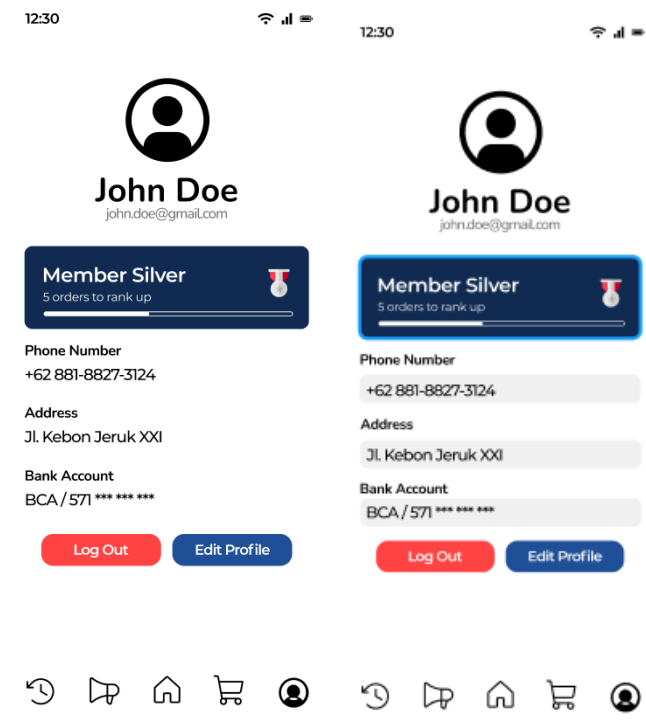 12:30
John Doe
john.doe@gmail.com
Member Silver
5 orders to rank up
Phone Number
+62 881-8827-3124
Address
Jl. Kebon Jeruk XXI
Bank Account
BCA / 571 *** *** ***
Log Out
Edit Profile
12:30
John Doe
john.doe@gmail.com
Member Silver
5 orders to rank up
Phone Number
+62 881-8827-3124
Address
Jl. Kebon Jeruk XXI
Bank Account
BCA / 571 *** *** ***
Log Out
Edit Profile